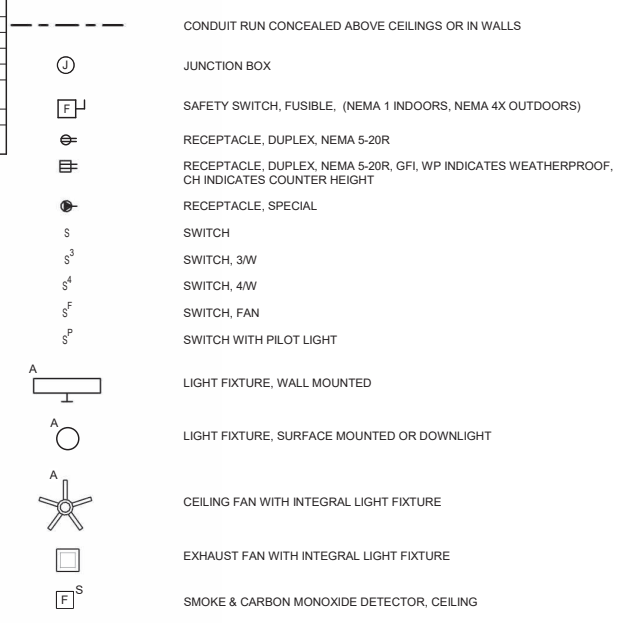 CONDUIT RUN CONCEALED ABOVE CEILINGS OR IN WALLS
J JUNCTION BOX
F SAFETY SWITCH, FUSIBLE, (NEMA 1 INDOORS, NEMA 4X OUTDOORS)
RECEPTACLE, DUPLEX, NEMA 5-20R
RECEPTACLE, DUPLEX, NEMA 5-20R, GFI, WP INDICATES WEATHERPROOF,
CH INDICATES COUNTER HEIGHT
RECEPTACLE, SPECIAL
S SWITCH
S3 SWITCH, 3/W
S4 SWITCH, 4/W
SF SWITCH, FAN
SP SWITCH WITH PILOT LIGHT
A
LIGHT FIXTURE, WALL MOUNTED
A
LIGHT FIXTURE, SURFACE MOUNTED OR DOWNLIGHT
A
CEILING FAN WITH INTEGRAL LIGHT FIXTURE
EXHAUST FAN WITH INTEGRAL LIGHT FIXTURE
F S SMOKE & CARBON MONOXIDE DETECTOR, CEILING